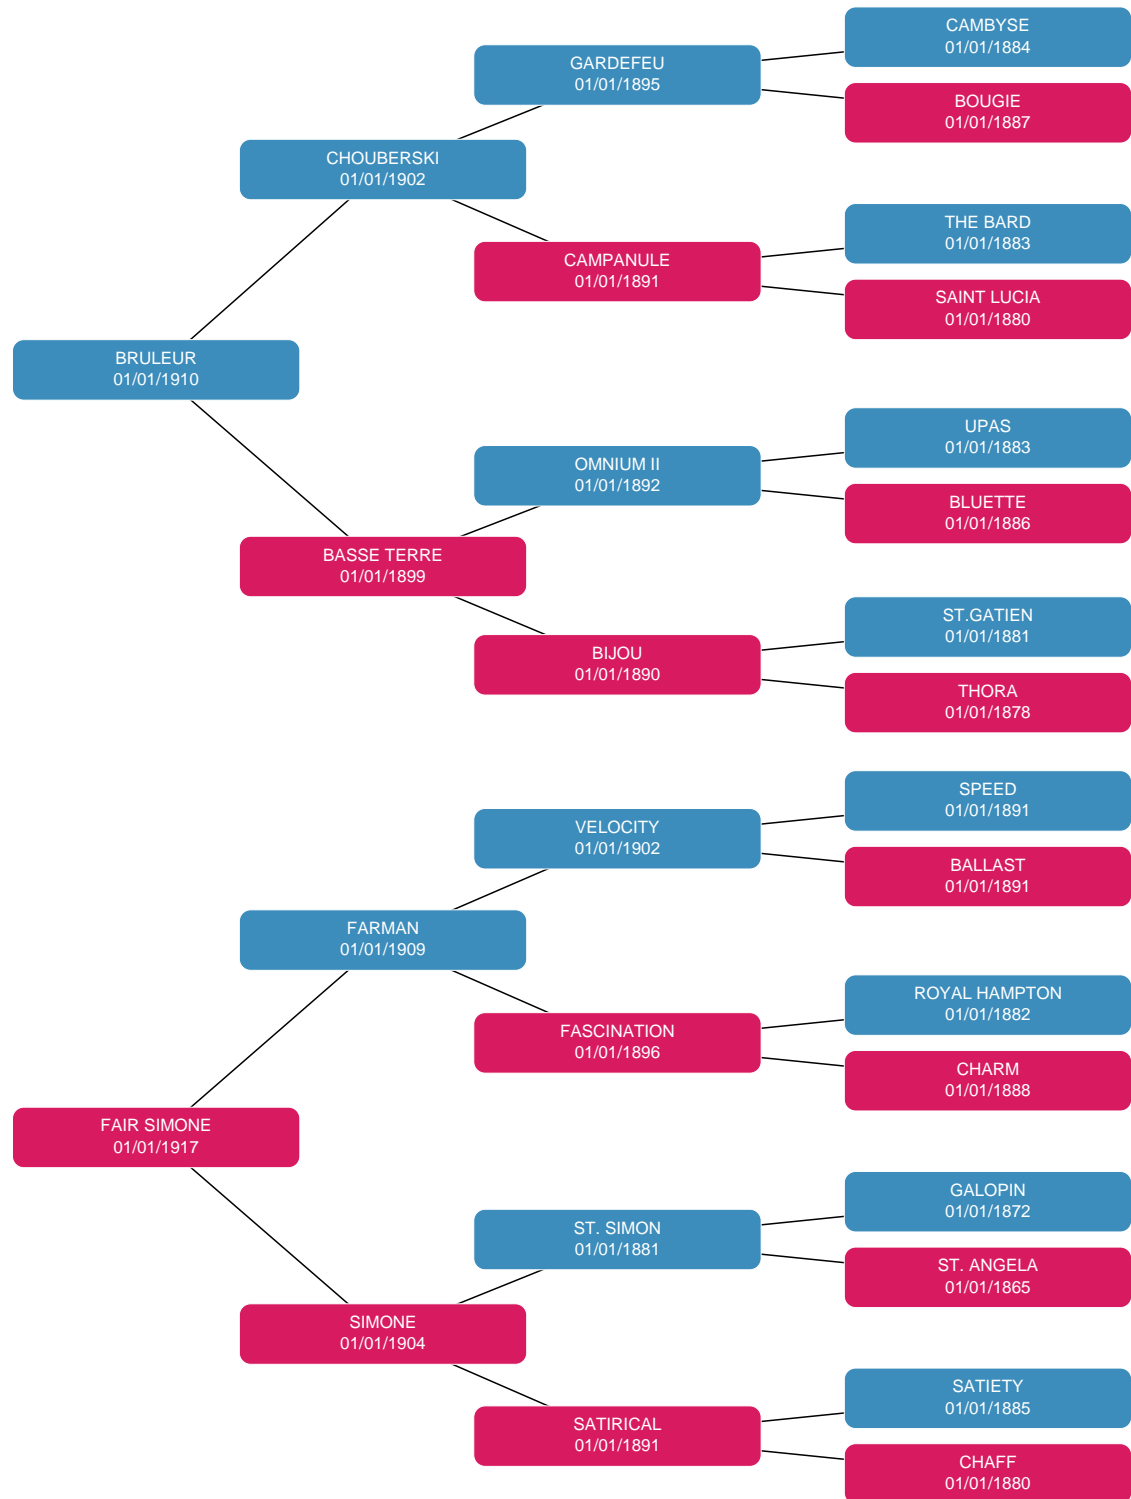 CAMBYSE
01/01/1884
GARDEFEU
01/01/1895
BOUGIE
01/01/1887
CHOUBERSKI
01/01/1902
THE BARD
01/01/1883
CAMPANULE
01/01/1891
SAINT LUCIA
01/01/1880
BRULEUR
01/01/1910
UPAS
01/01/1883
OMNIUM II
01/01/1892
BLUETTE
01/01/1886
BASSE TERRE
01/01/1899
ST.GATIEN
01/01/1881
BIJOU
01/01/1890
THORA
01/01/1878
SPEED
01/01/1891
VELOCITY
01/01/1902
BALLAST
01/01/1891
FARMAN
01/01/1909
ROYAL HAMPTON
01/01/1882
FASCINATION
01/01/1896
CHARM
01/01/1888
FAIR SIMONE
01/01/1917
GALOPIN
01/01/1872
ST. SIMON
01/01/1881
ST. ANGELA
01/01/1865
SIMONE
01/01/1904
SATIETY
01/01/1885
SATIRICAL
01/01/1891
CHAFF
01/01/1880